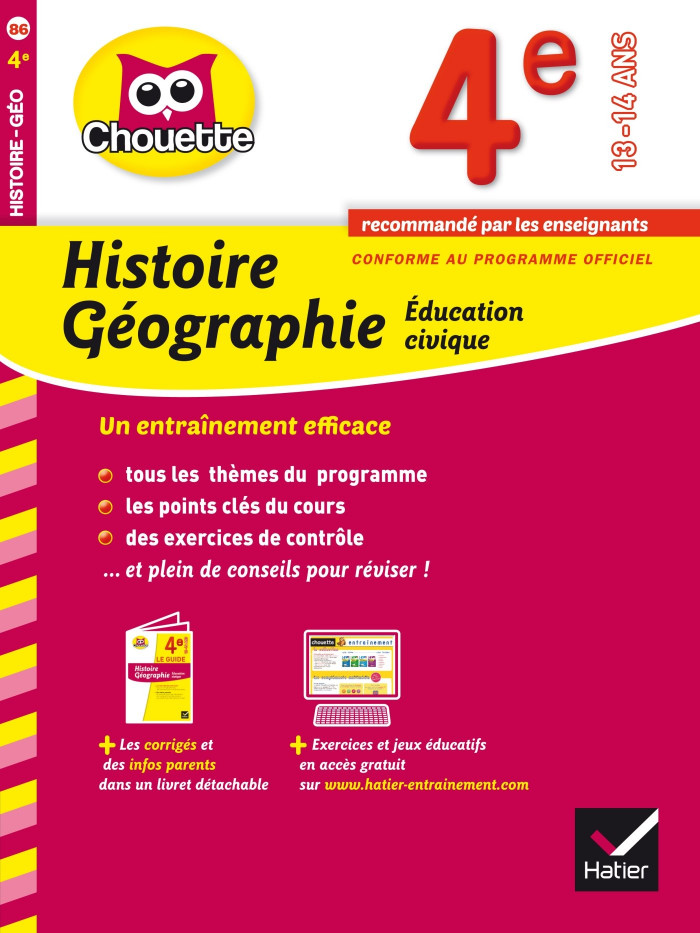 86
4e
HISTOIRE - GÉO
Chouette
4e
13-14 ANS
recommandé par les enseignants
CONFORME AU PROGRAMME OFFICIEL
Histoire
Géographie
Éducation
civique
Un entraînement efficace
tous les thèmes du programme
les points clés du cours
des exercices de contrôle
... et plein de conseils pour réviser !
4e
LE GUIDE
Histoire
Géographie
chouette entraînement
+ Les corrigés et
des infos parents
dans un livret détachable
+ Exercices et jeux éducatifs
en accès gratuit
sur www.hatier-entrainement.com
Hatier